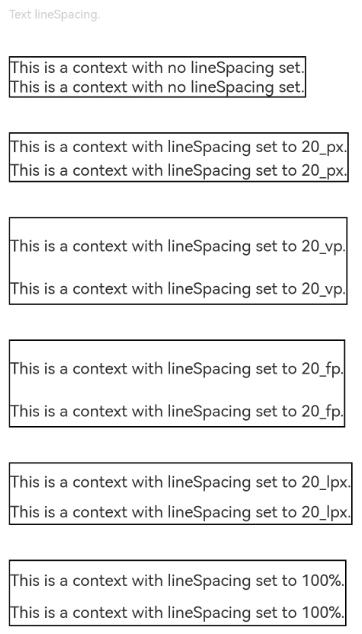 Text lineSpacing.
This is a context with no lineSpacing set.
This is a context with no lineSpacing set.
This is a context with lineSpacing set to 20_px.
This is a context with lineSpacing set to 20_px.
This is a context with lineSpacing set to 20_vp.
This is a context with lineSpacing set to 20_vp.
This is a context with lineSpacing set to 20_fp.
This is a context with lineSpacing set to 20_fp.
This is a context with lineSpacing set to 20_lpx.
This is a context with lineSpacing set to 20_lpx.
This is a context with lineSpacing set to 100%.
This is a context with lineSpacing set to 100%.